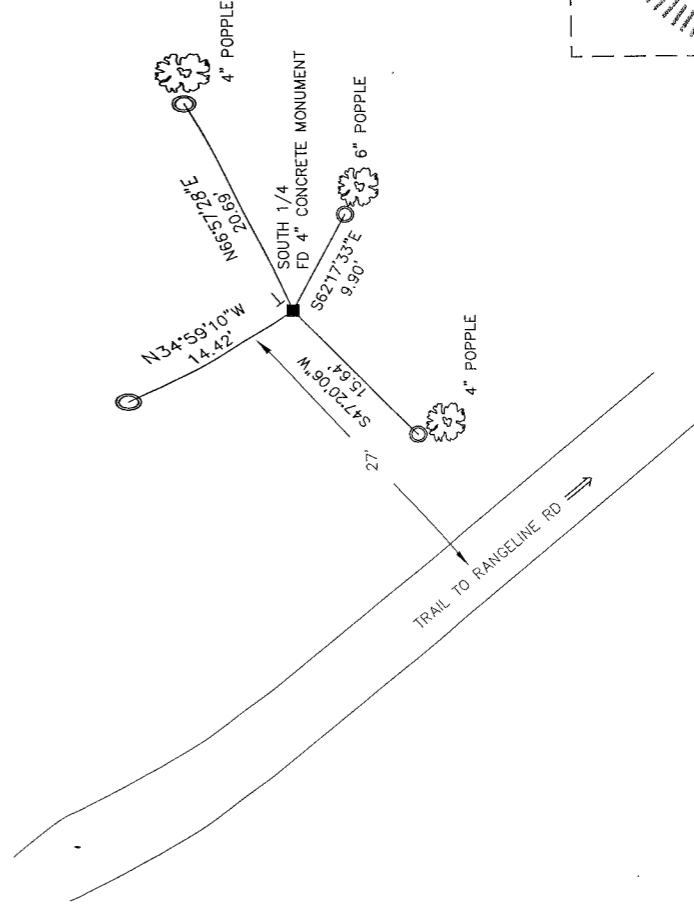 4" POPPLE
N66°57'28"E
20.69'
SOUTH 1/4
FD 4" CONCRETE MONUMENT
6" POPPLE
S62°17'33"E
9.90'
N34°59'10"W
14.42'
S47°20'06"W
15.64'
4" POPPLE
27'
TRAIL TO RANGELINE RD